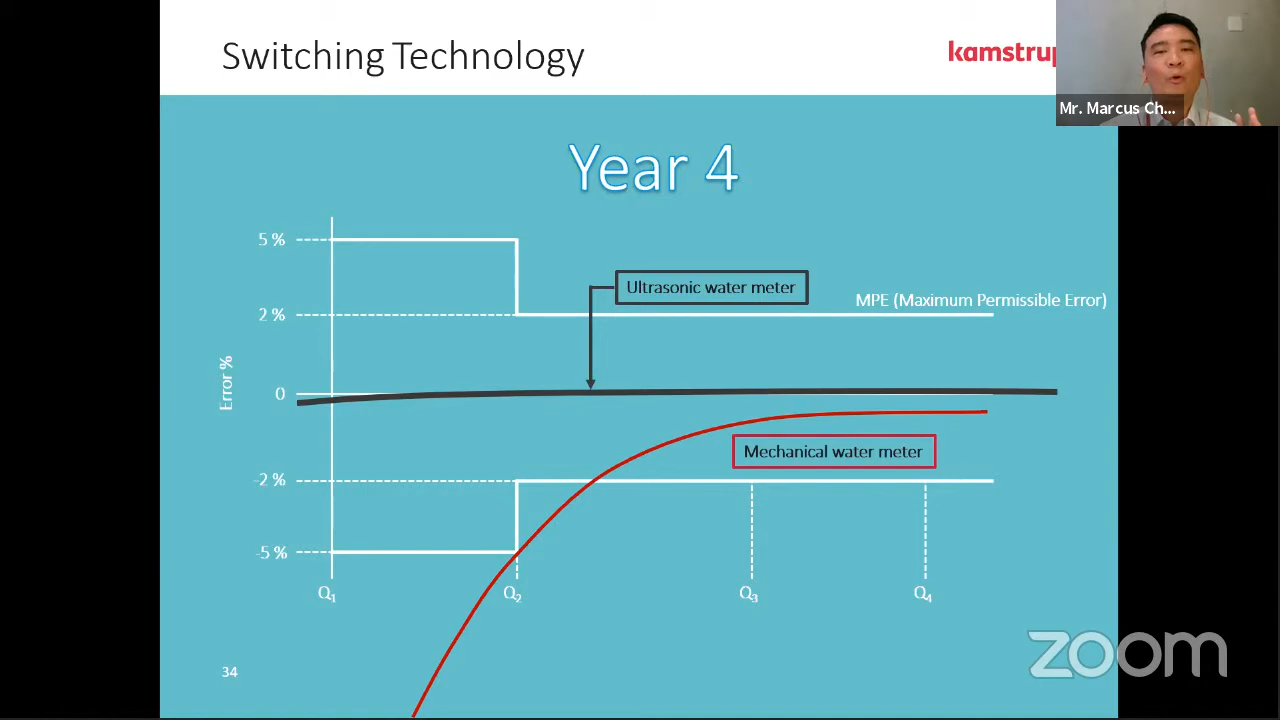 Switching Technology
kamstrup
Mr. Marcus Ch...
Year 4
5 %
Ultrasonic water meter
MPE (Maximum Permissible Error)
2 %
Error %
0
Mechanical water meter
-2 %
-5 %
Q1
Q2
Q3
Q4
34
zoom